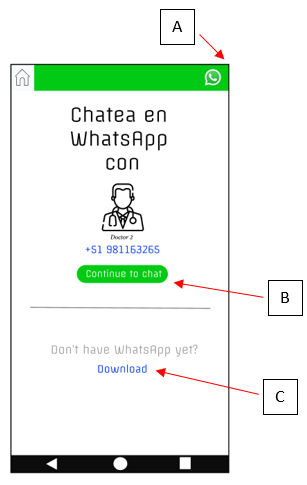 A
Chatea en
WhatsApp
con
Doctor 2
+51 981163265
Continue to chat
B
Don't have WhatsApp yet?
Download
C